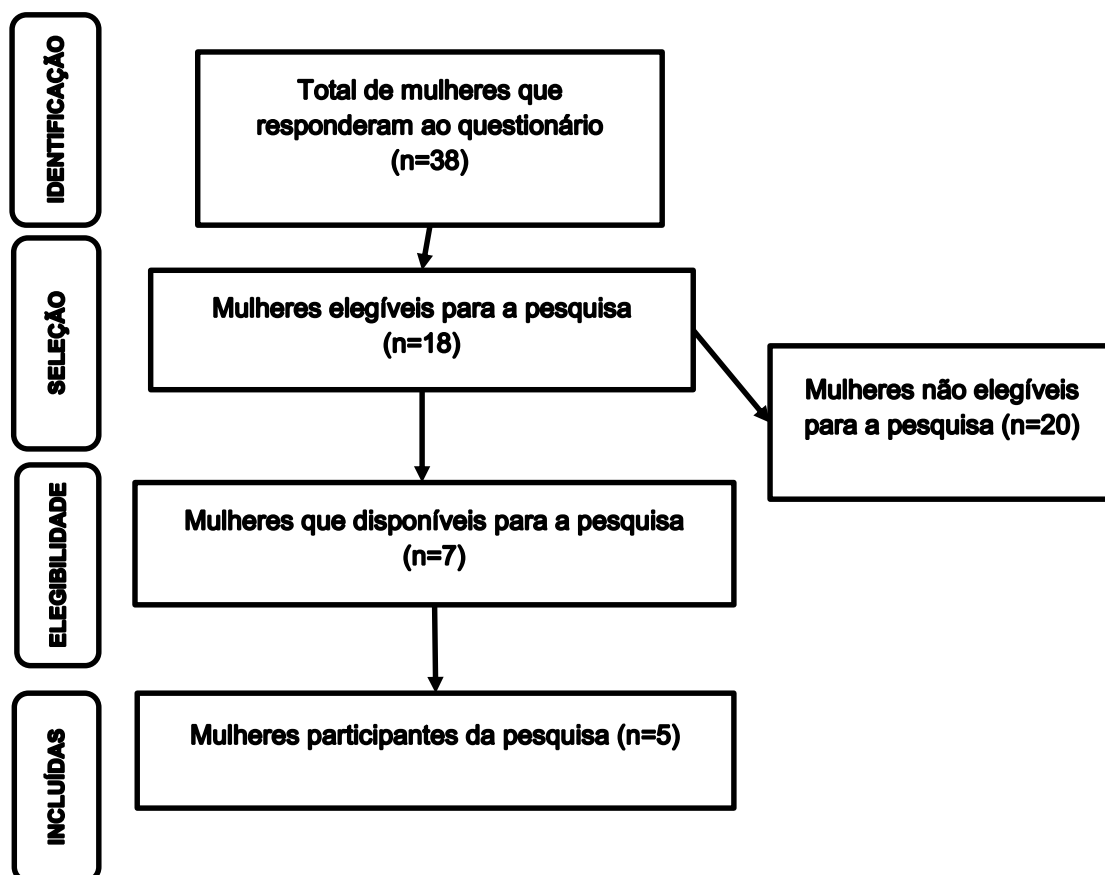 IDENTIFICAÇÃO
Total de mulheres que
responderam ao questionário
(n=38)
SELEÇÃO
Mulheres elegíveis para a pesquisa
(n=18)
Mulheres não elegíveis
para a pesquisa (n=20)
ELEGIBILIDADE
Mulheres que disponíveis para a pesquisa
(n=7)
INCLUÍDAS
Mulheres participantes da pesquisa (n=5)